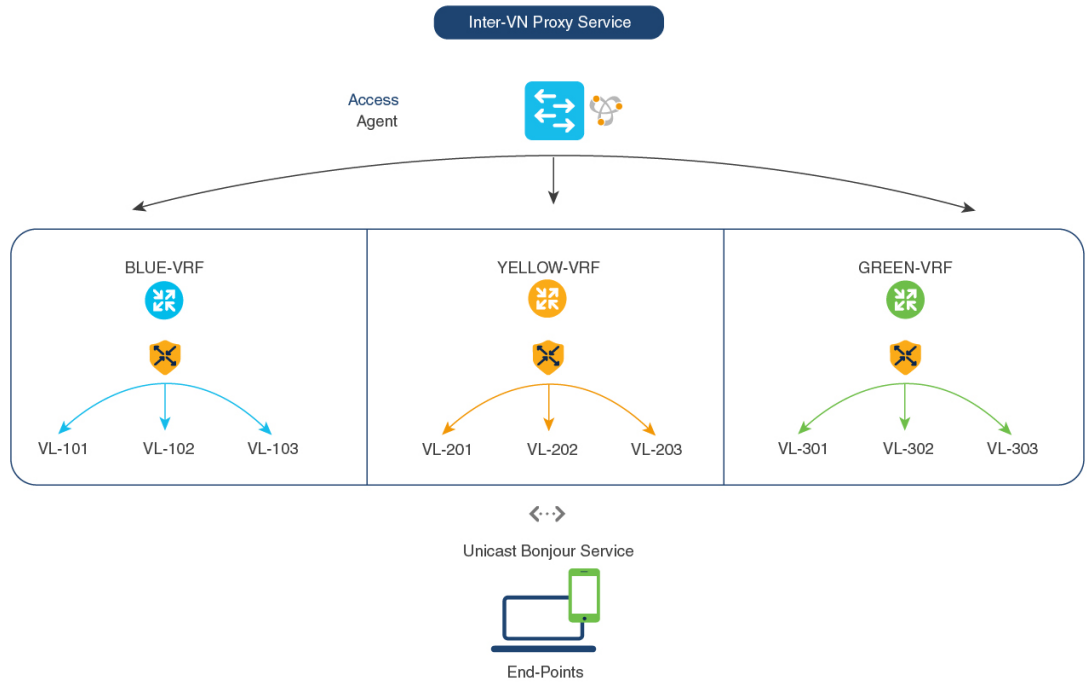 Inter-VN Proxy Service
Access
Agent
BLUE-VRF
YELLOW-VRF
GREEN-VRF
VL-101
VL-102
VL-103
VL-201
VL-202
VL-203
VL-301
VL-302
VL-303
Unicast Bonjour Service
End-Points